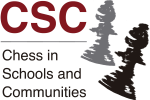 CSC
Chess in
Schools and
Communities